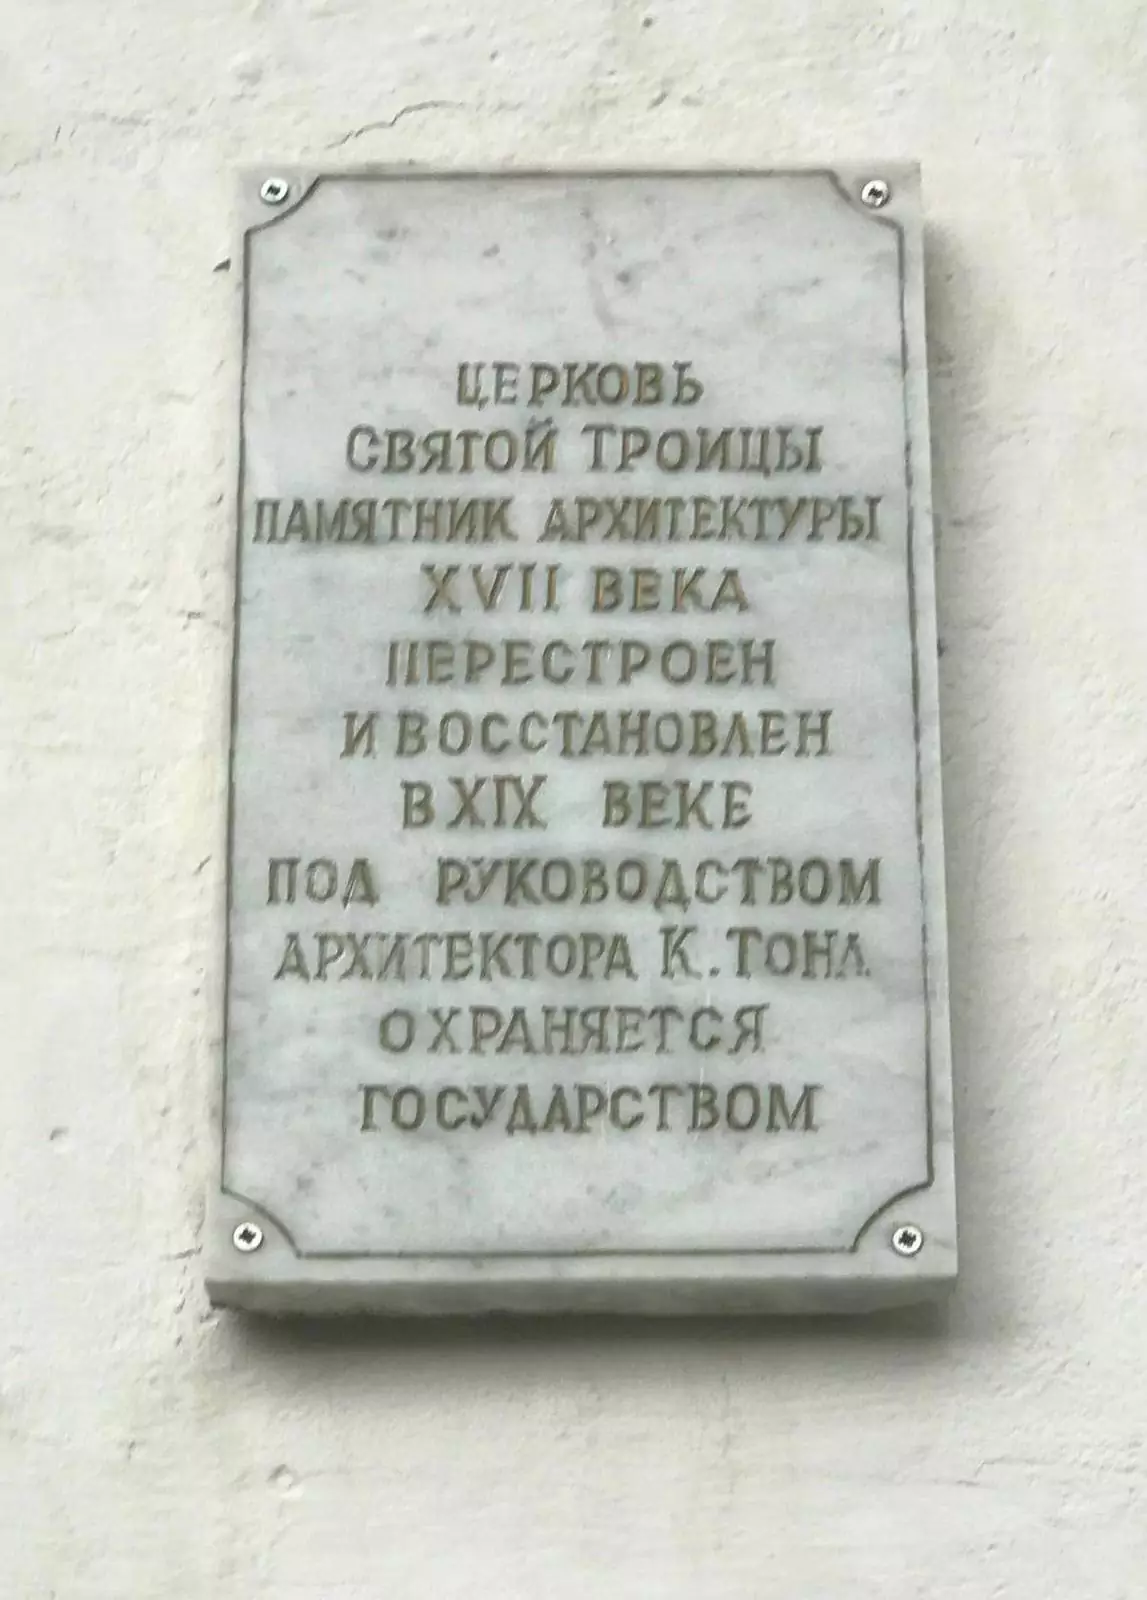 ЦЕРКОВЬ
СВЯТОЙ ТРОИЦЫ
ПАМЯТНИК АРХИТЕКТУРЫ
XVII ВЕКА
ПЕРЕСТРОЕН
И ВОССТАНОВЛЕН
В XIX ВЕКЕ
ПОД РУКОВОДСТВОМ
АРХИТЕКТОРА К. ТОНА
ОХРАНЯЕТСЯ
ГОСУДАРСТВОМ